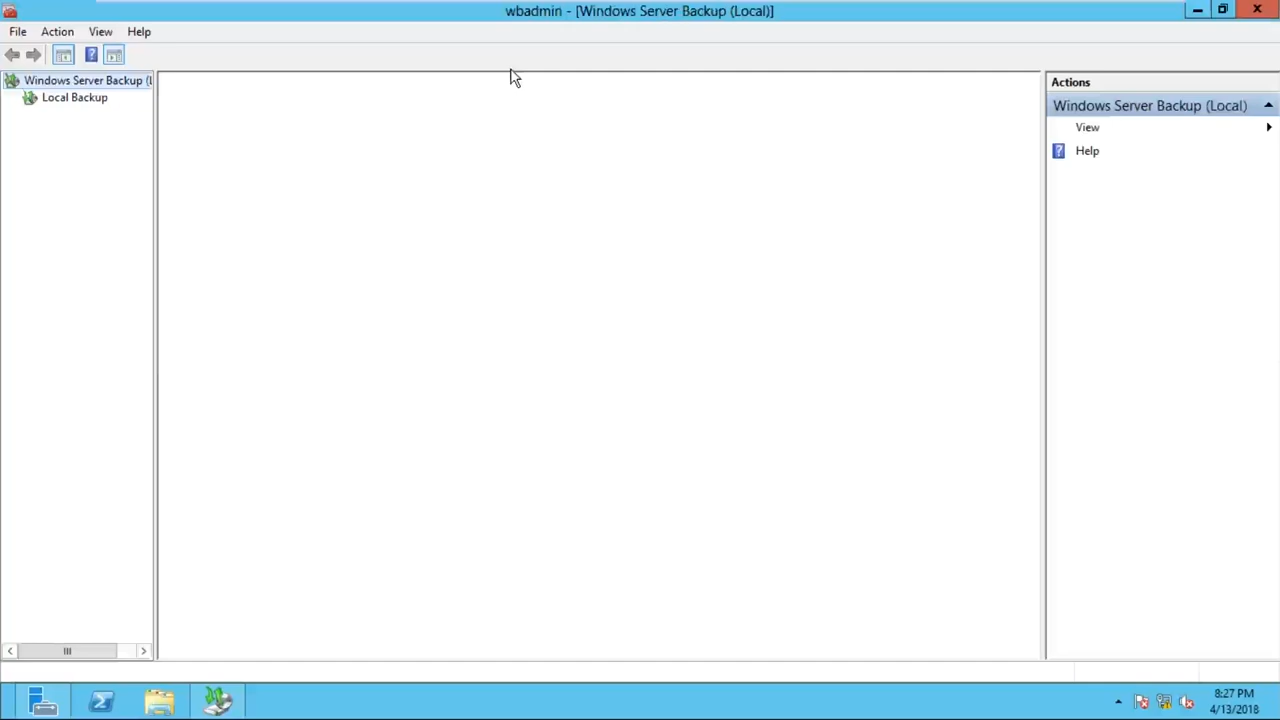 wbadmin - [Windows Server Backup (Local)]
File Action View Help
Windows Server Backup (L
Local Backup
Actions
Windows Server Backup (Local)
View
Help
8:27 PM
4/13/2018